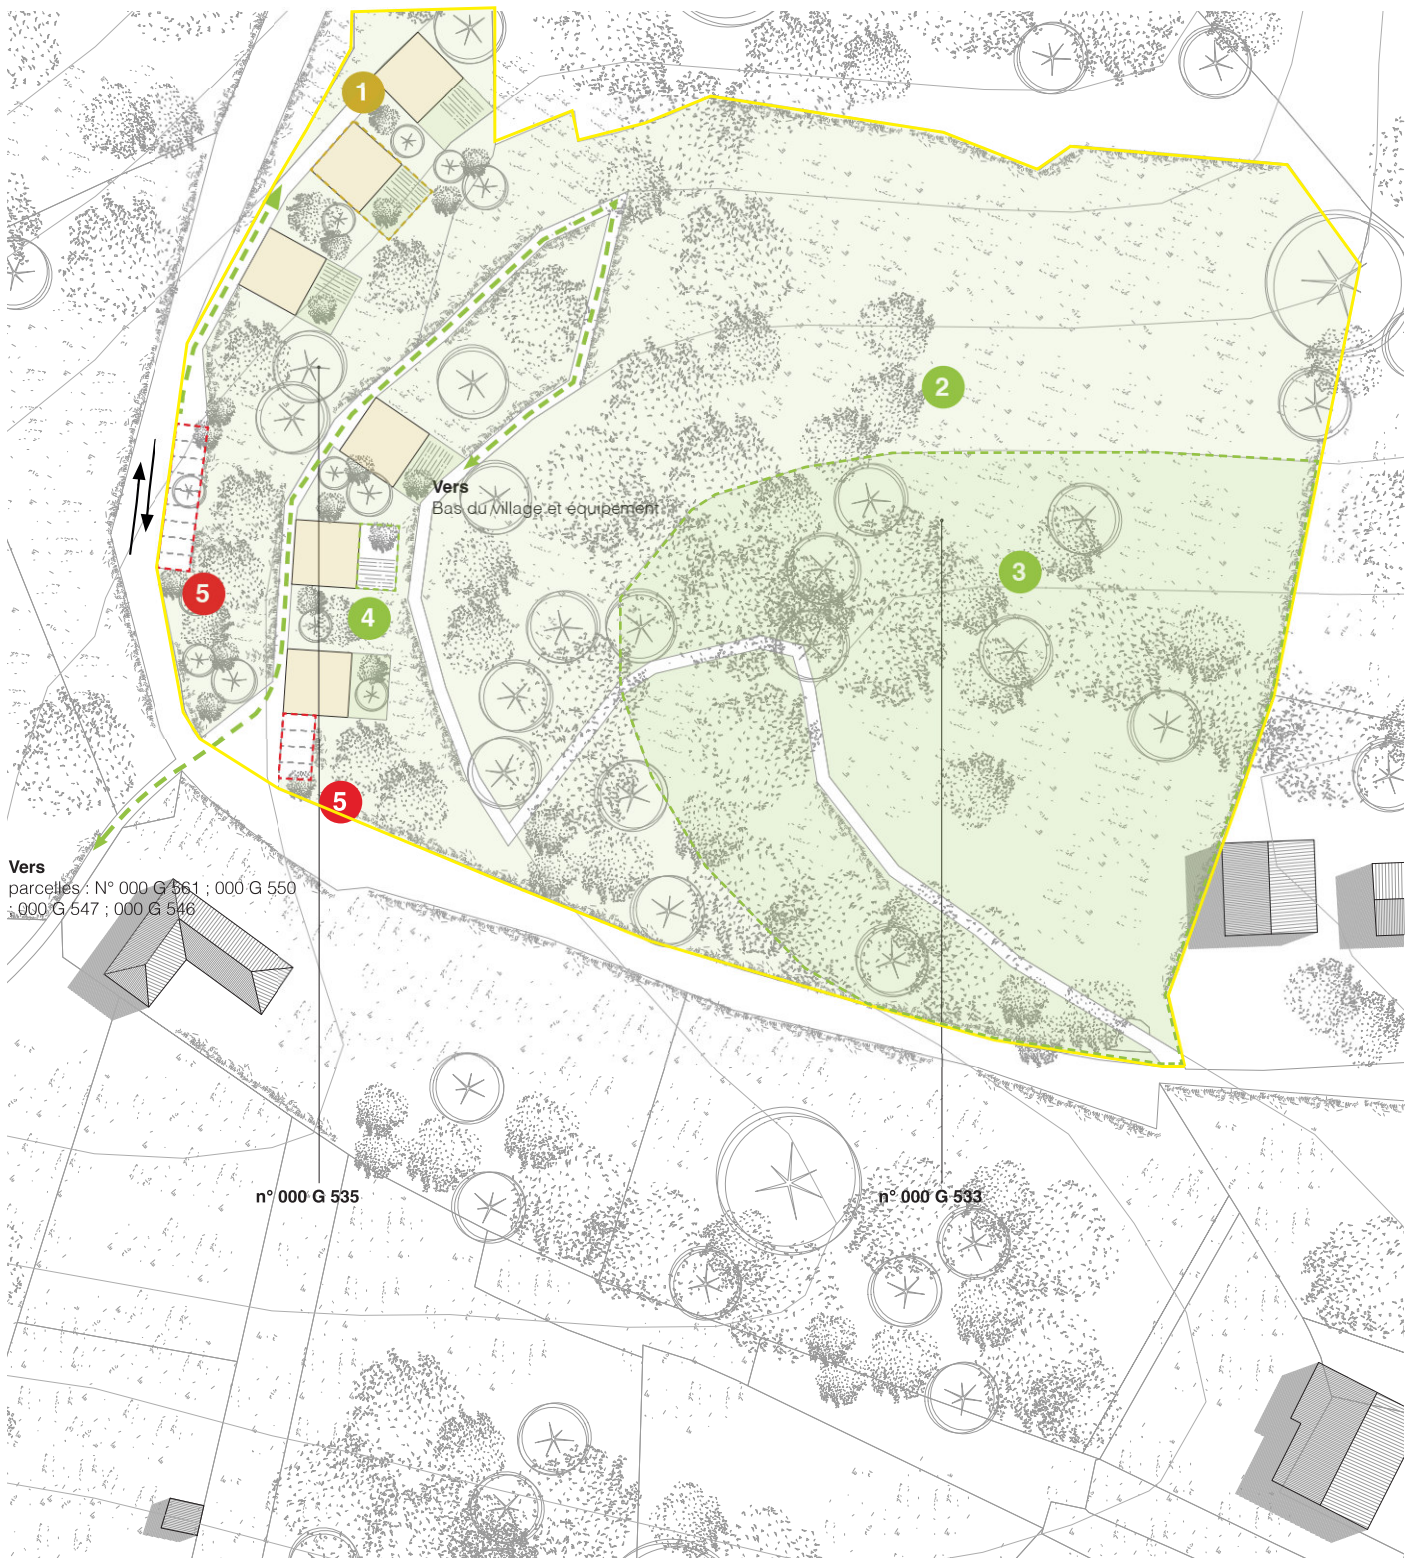 1
2
Vers
Bas du village et équipement
3
5
4
5
Vers
parcelles : N° 000 G 561 ; 000 G 550
; 000 G 547 ; 000 G 546
n° 000 G 535
n° 000 G 533